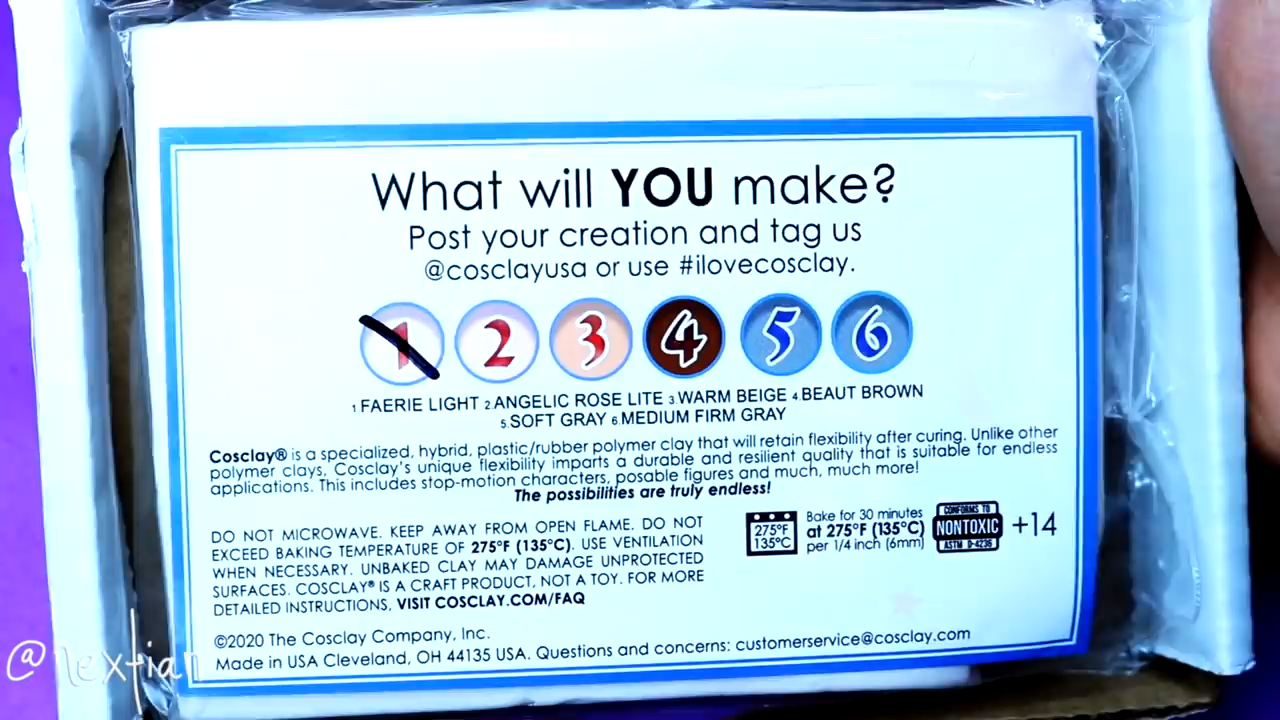 What will YOU make?
Post your creation and tag us
@cosclayusa or use #ilovecosclay.
1 2 3 4 5 6
1 FAERIE LIGHT 2.ANGELIC ROSE LITE 3.WARM BEIGE 4.BEAUT BROWN
5.SOFT GRAY 6.MEDIUM FIRM GRAY
Cosclay® is a specialized, hybrid, plastic/rubber polymer clay that will retain flexibility after curing. Unlike other
polymer clays, Cosclay's unique flexibility imparts a durable and resilient quality that is suitable for endless
applications. This includes stop-motion characters, posable figures and much, much more!
The possibilities are truly endless!
DO NOT MICROWAVE. KEEP AWAY FROM OPEN FLAME. DO NOT
EXCEED BAKING TEMPERATURE OF 275°F (135°C). USE VENTILATION
WHEN NECESSARY. UNBAKED CLAY MAY DAMAGE UNPROTECTED
SURFACES. COSCLAY® IS A CRAFT PRODUCT, NOT A TOY. FOR MORE
DETAILED INSTRUCTIONS, VISIT COSCLAY.COM/FAQ
275°F
135°C
Bake for 30 minutes
at 275°F (135°C)
per 1/4 inch (6mm)
CONFORMS TO
NONTOXIC
ASTM D-4236
+14
©2020 The Cosclay Company, Inc.
Made in USA Cleveland, OH 44135 USA. Questions and concerns: customerservice@cosclay.com